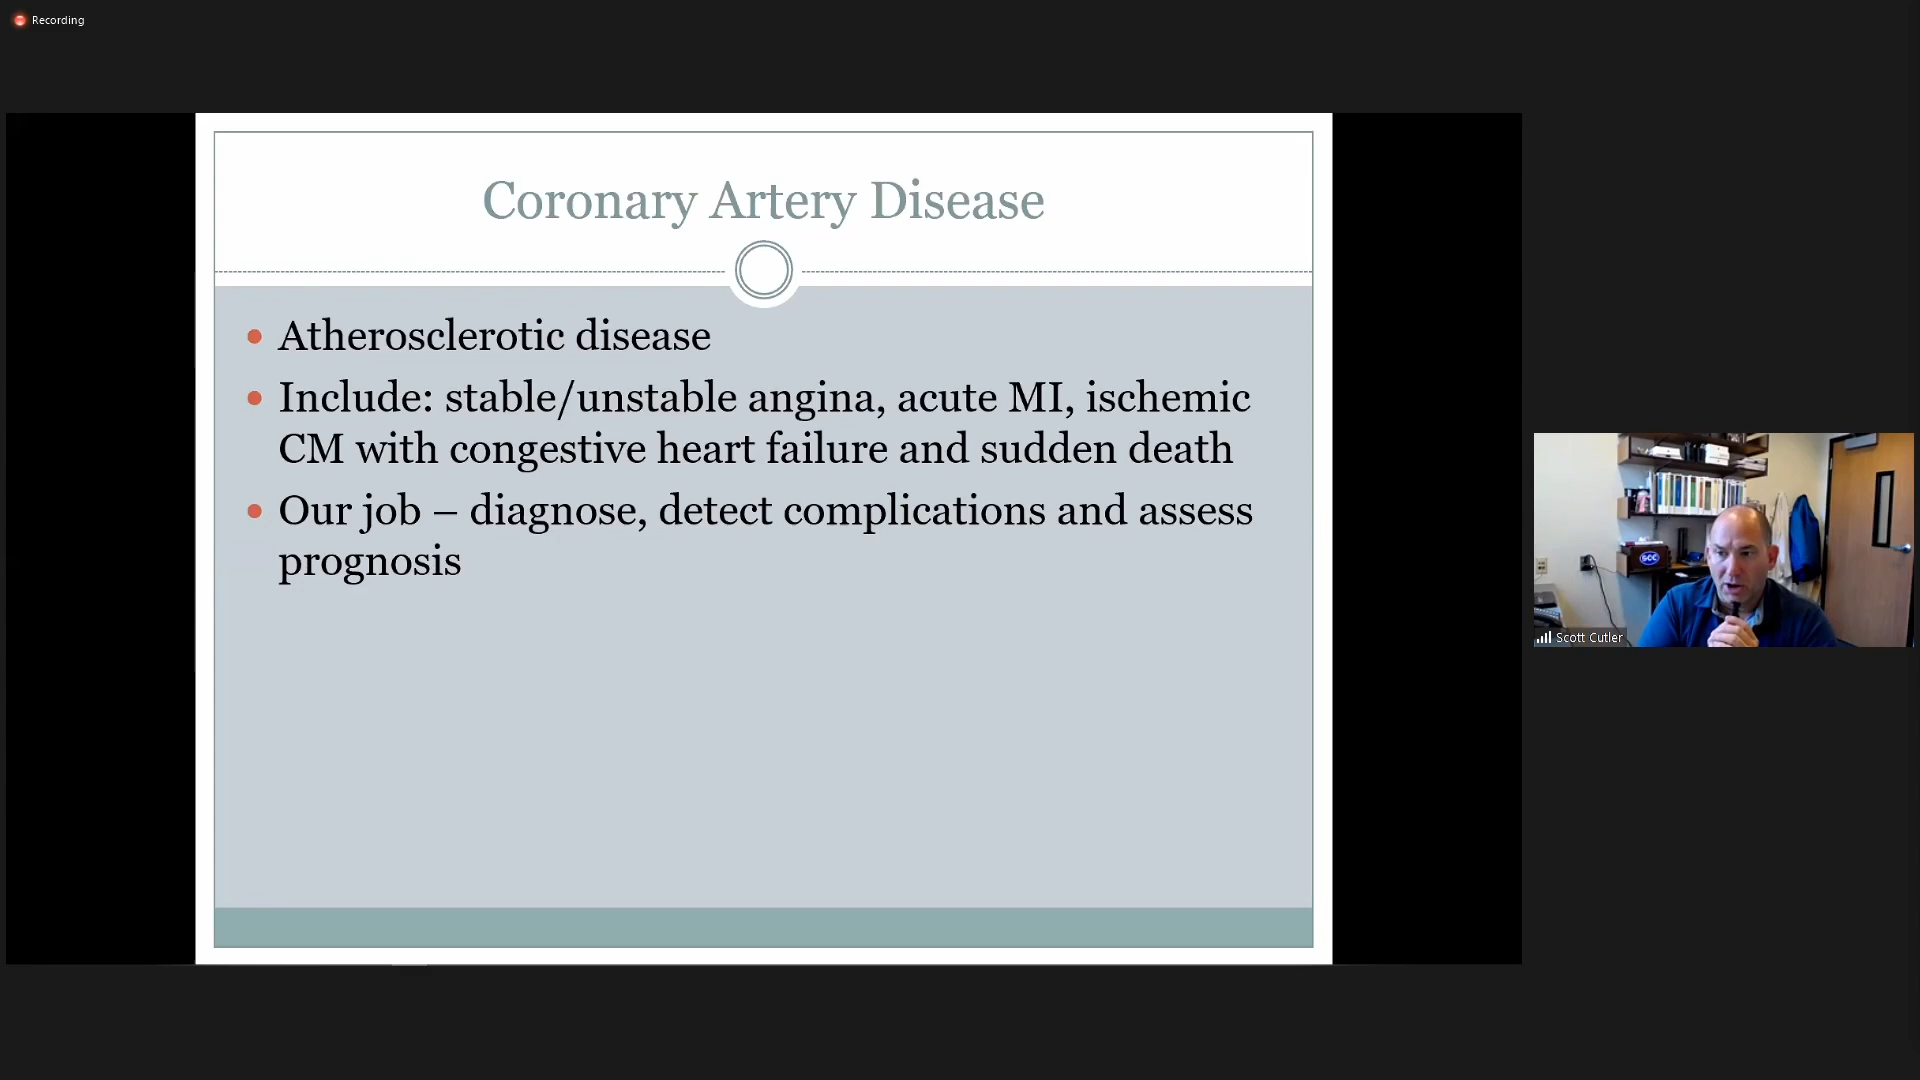 Recording
Coronary Artery Disease
Atherosclerotic disease
Include: stable/unstable angina, acute MI, ischemic
CM with congestive heart failure and sudden death
Our job – diagnose, detect complications and assess
prognosis
SCC
Scott Cutler